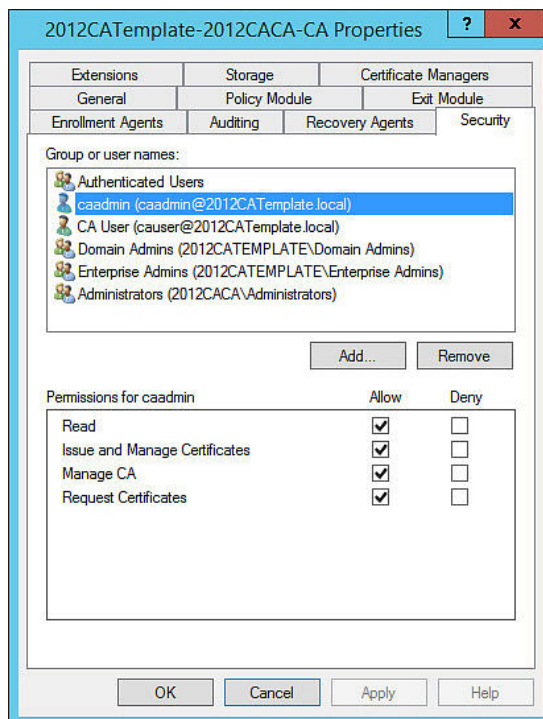 2012CATemplate-2012CACA-CA Properties ? x
Extensions Storage Certificate Managers
General Policy Module Exit Module
Enrollment Agents Auditing Recovery Agents Security
Group or user names:
Authenticated Users
caadmin (caadmin@2012CATemplate.local)
CA User (causer@2012CATemplate.local)
Domain Admins (2012CATEMPLATE\Domain Admins)
Enterprise Admins (2012CATEMPLATE\Enterprise Admins)
Administrators (2012CACA\Administrators)
Add... Remove
Permissions for caadmin Allow Deny
Read
Issue and Manage Certificates
Manage CA
Request Certificates
OK Cancel Apply Help